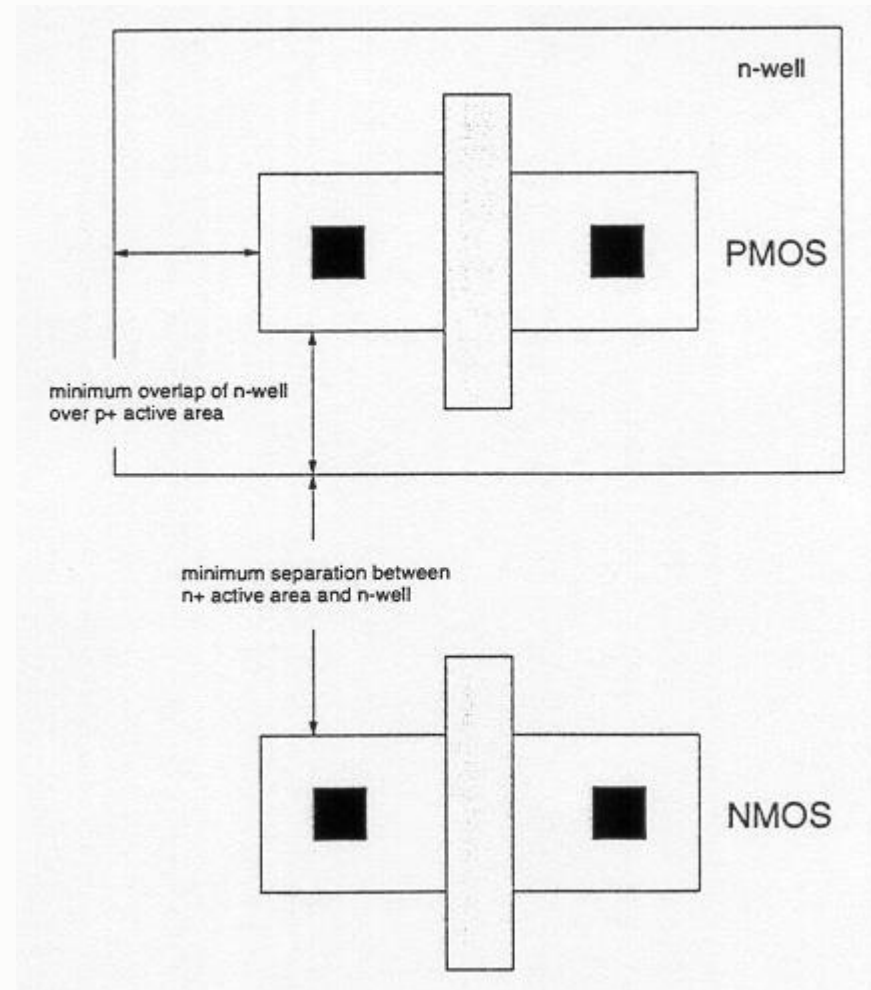 n-well
PMOS
minimum overlap of n-well
over p+ active area
minimum separation between
n+ active area and n-well
NMOS